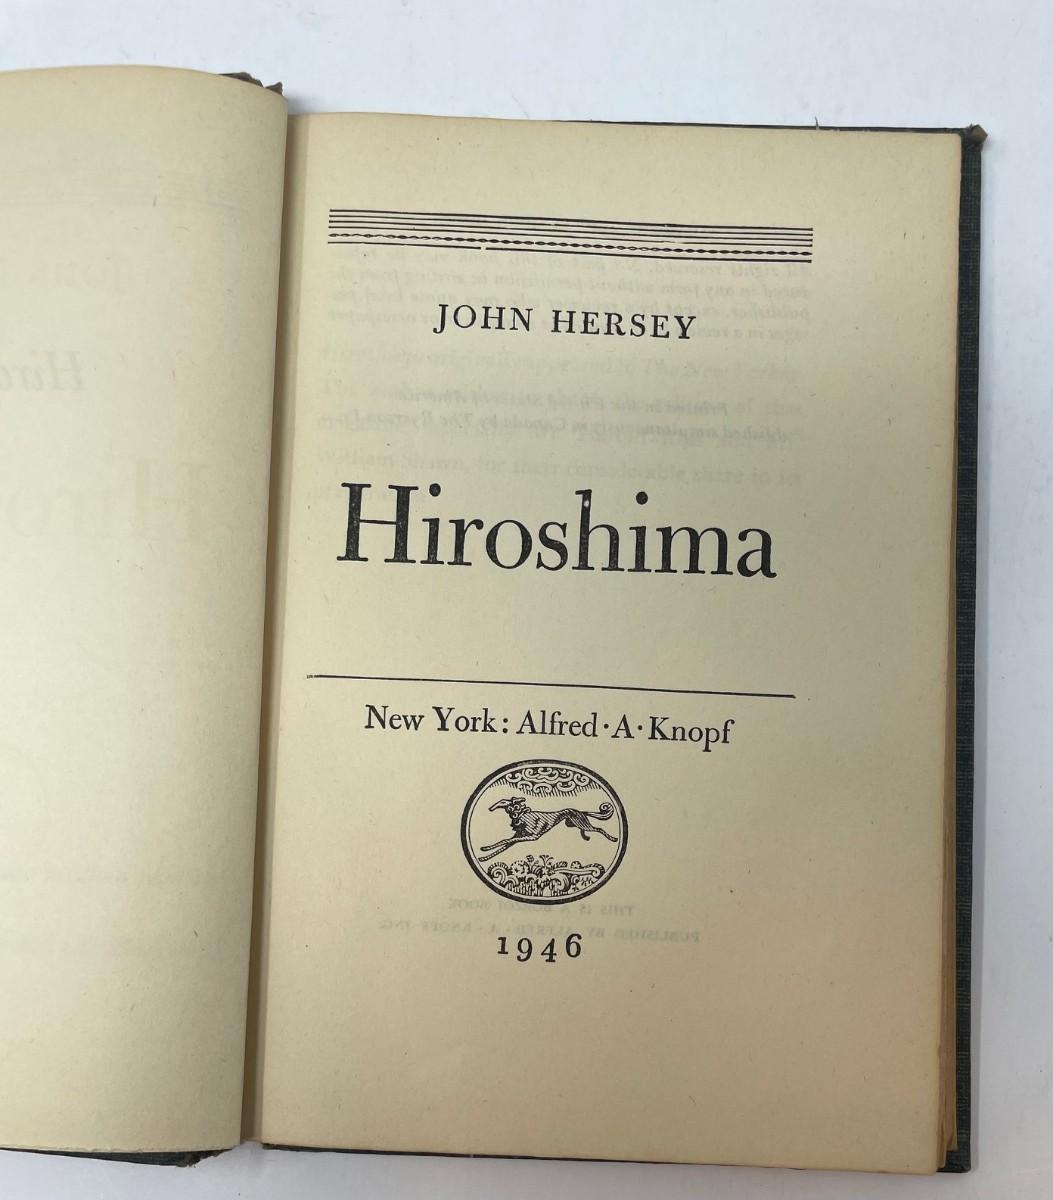 JOHN HERSEY
Hiroshima
New York: Alfred·A·Knopf
1946